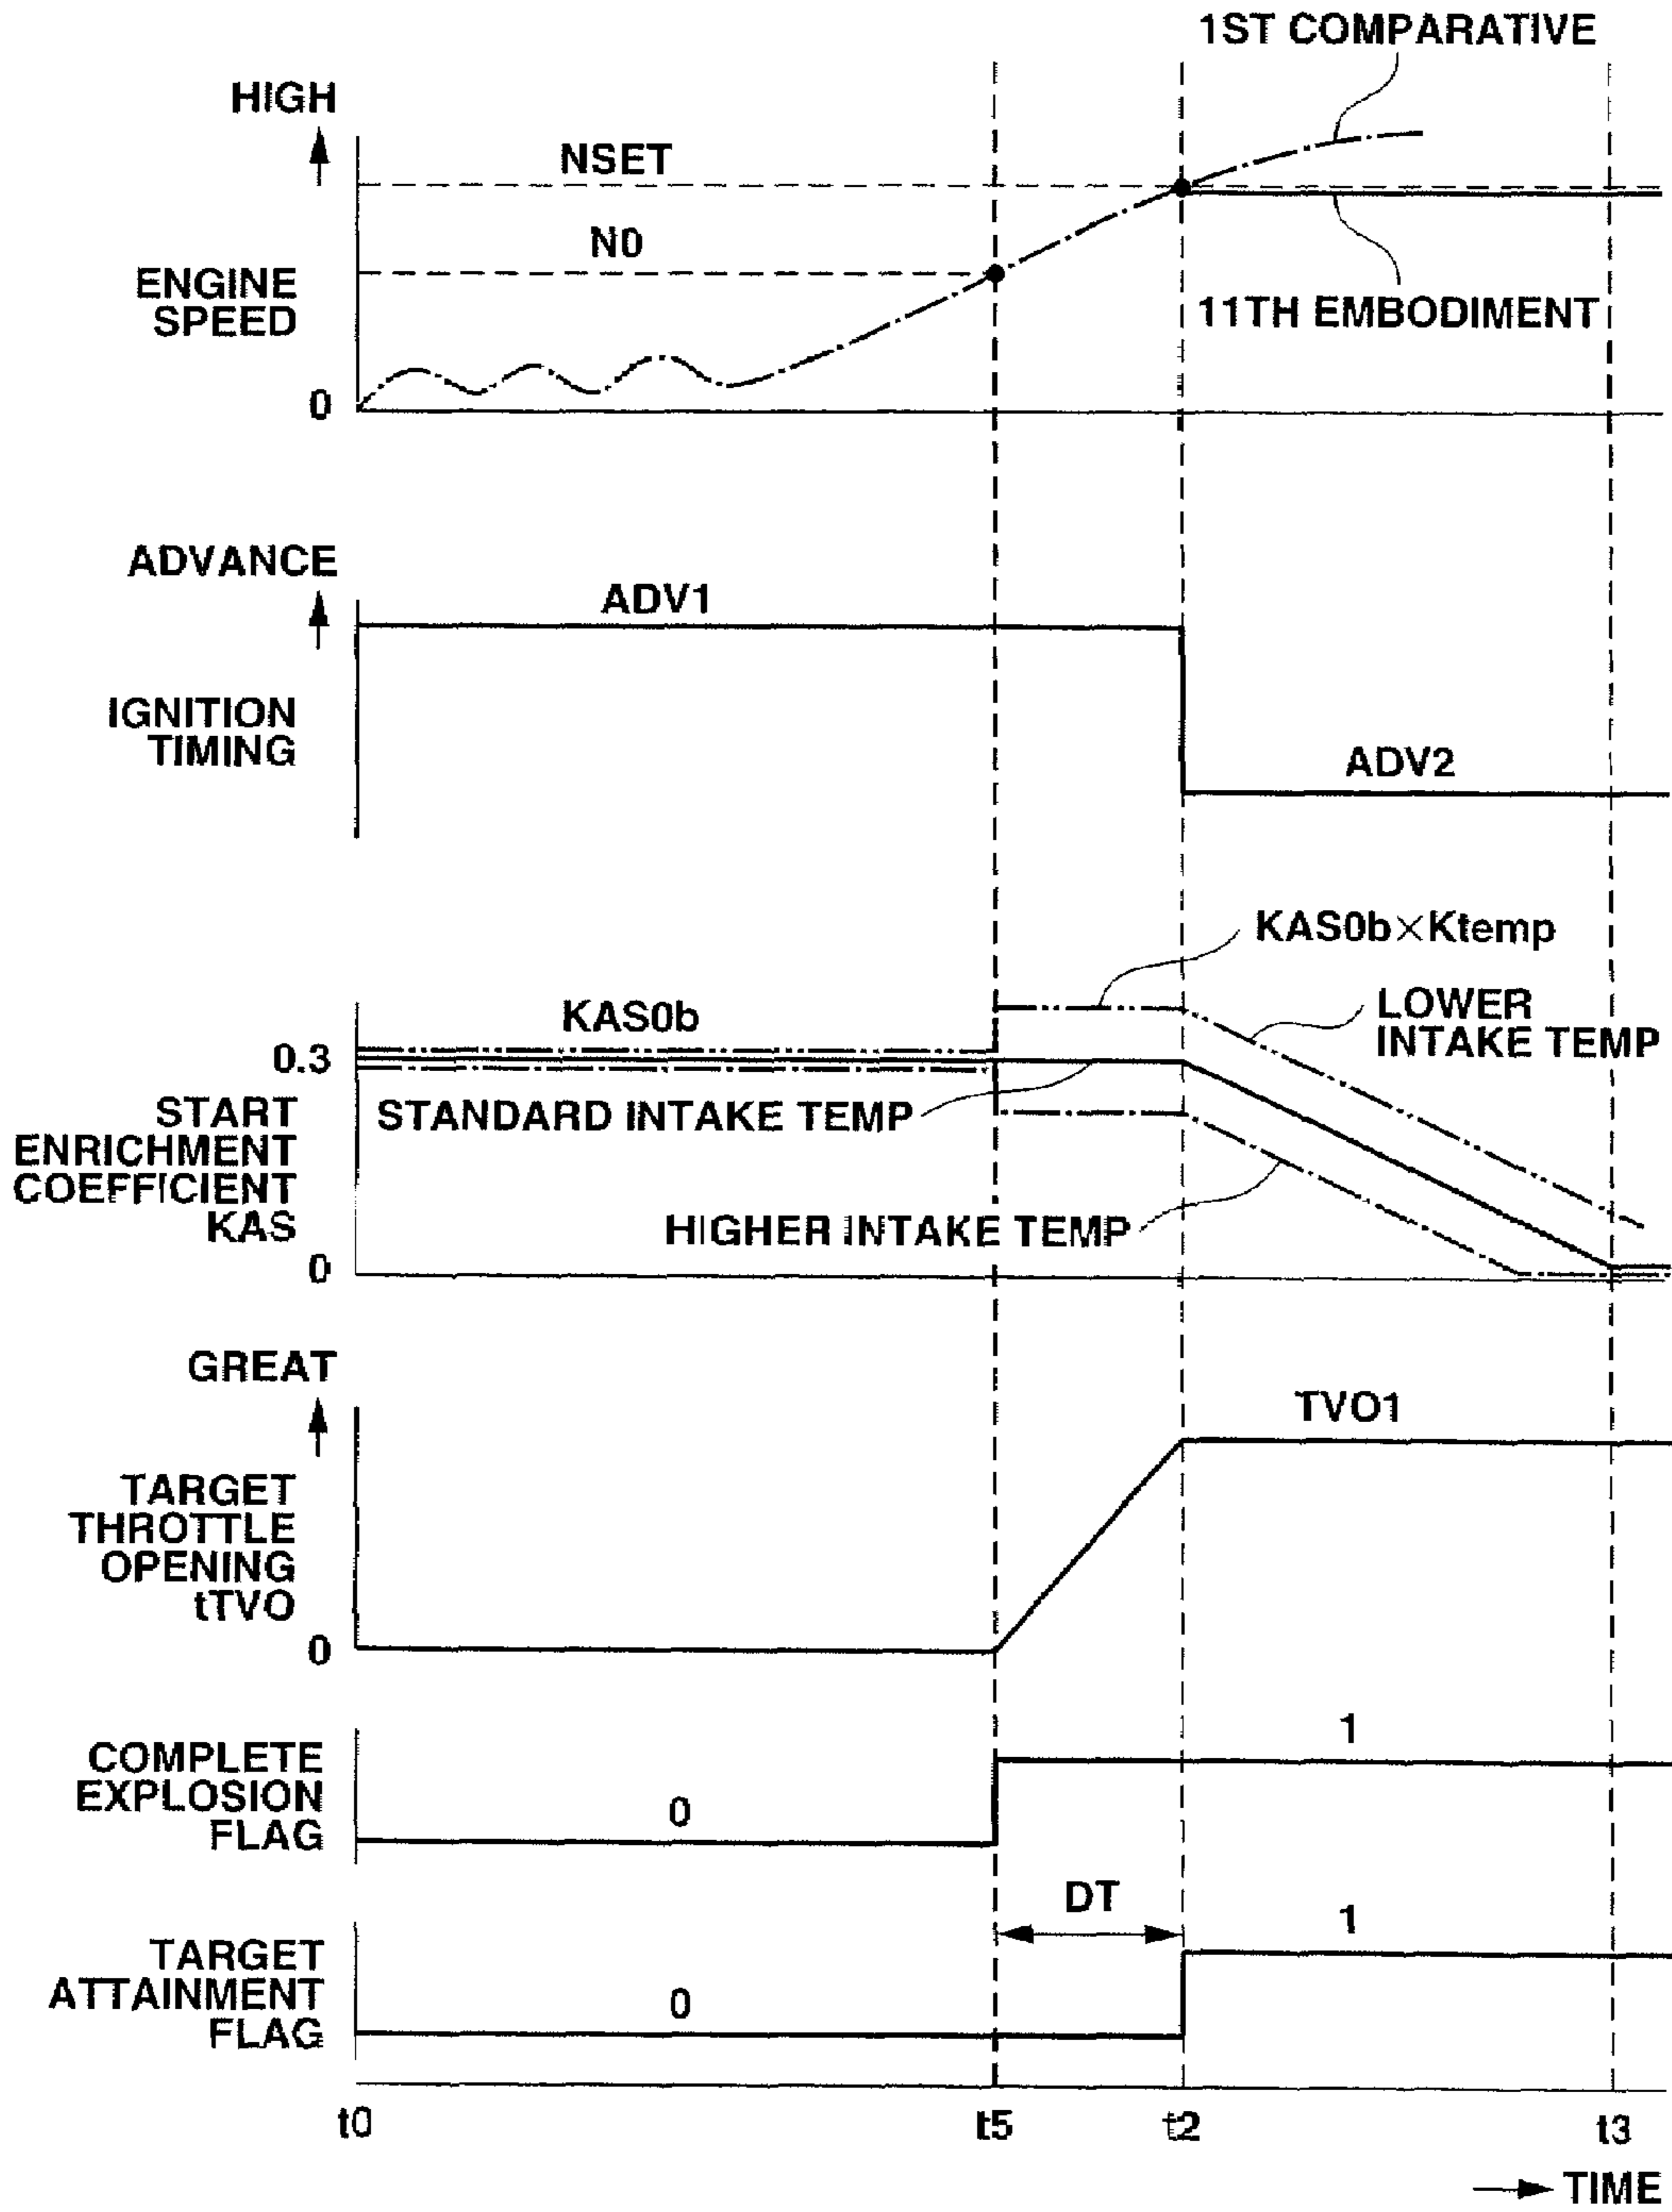 1ST COMPARATIVE
HIGH
NSET
N0
ENGINE
SPEED
11TH EMBODIMENT
0
ADVANCE
ADV1
IGNITION
TIMING
ADV2
KAS0b×Ktemp
KAS0b
LOWER
INTAKE TEMP
0.3
START
ENRICHMENT
COEFFICIENT
KAS
STANDARD INTAKE TEMP
HIGHER INTAKE TEMP
0
GREAT
TVO1
TARGET
THROTTLE
OPENING
tTVO
0
COMPLETE
EXPLOSION
FLAG
0
1
DT
TARGET
ATTAINMENT
FLAG
0
1
t0
t5
t2
t3
TIME